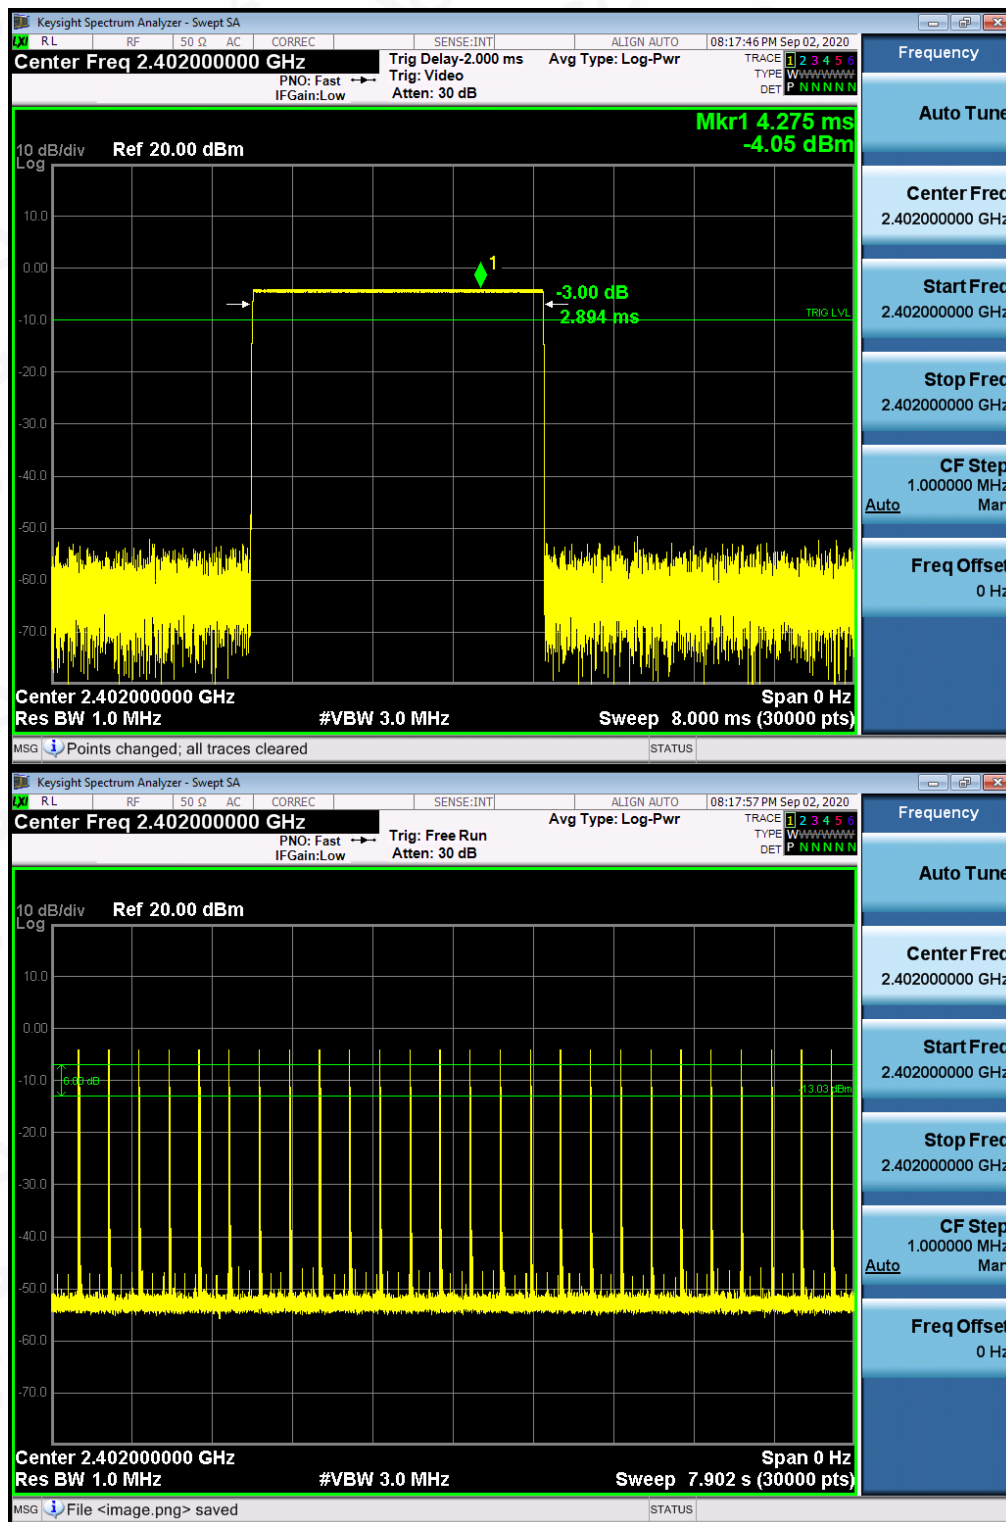 Keysight Spectrum Analyzer - Swept SA
LXI RL RF 50 Ω AC CORREC SENSE:INT ALIGN AUTO 08:17:46 PM Sep 02, 2020
Center Freq 2.402000000 GHz
PNO: Fast
IFGain:Low
Trig Delay-2.000 ms
Trig: Video
Atten: 30 dB
Avg Type: Log-Pwr
TRACE 1 2 3 4 5 6
TYPE WWWWWWW
DET P N N N N N
Mkr1 4.275 ms
-4.05 dBm
10 dB/div
Log
Ref 20.00 dBm
10.0
0.00
-10.0
-20.0
-30.0
-40.0
-50.0
-60.0
-70.0
1
-3.00 dB
2.894 ms
TRIG LVL
Center 2.402000000 GHz
Span 0 Hz
Res BW 1.0 MHz
#VBW 3.0 MHz
Sweep 8.000 ms (30000 pts)
MSG Points changed; all traces cleared
STATUS
Frequency
Auto Tune
Center Freq
2.402000000 GHz
Start Freq
2.402000000 GHz
Stop Freq
2.402000000 GHz
CF Step
1.000000 MHz
Auto Man
Freq Offset
0 Hz
Keysight Spectrum Analyzer - Swept SA
LXI RL RF 50 Ω AC CORREC SENSE:INT ALIGN AUTO 08:17:57 PM Sep 02, 2020
Center Freq 2.402000000 GHz
PNO: Fast
IFGain:Low
Trig: Free Run
Atten: 30 dB
Avg Type: Log-Pwr
TRACE 1 2 3 4 5 6
TYPE WWWWWWW
DET P N N N N N
10 dB/div
Log
Ref 20.00 dBm
10.0
0.00
-10.0
-20.0
-30.0
-40.0
-50.0
-60.0
-70.0
6.00 dB
-13.03 dBm
Center 2.402000000 GHz
Span 0 Hz
Res BW 1.0 MHz
#VBW 3.0 MHz
Sweep 7.902 s (30000 pts)
MSG File <image.png> saved
STATUS
Frequency
Auto Tune
Center Freq
2.402000000 GHz
Start Freq
2.402000000 GHz
Stop Freq
2.402000000 GHz
CF Step
1.000000 MHz
Auto Man
Freq Offset
0 Hz